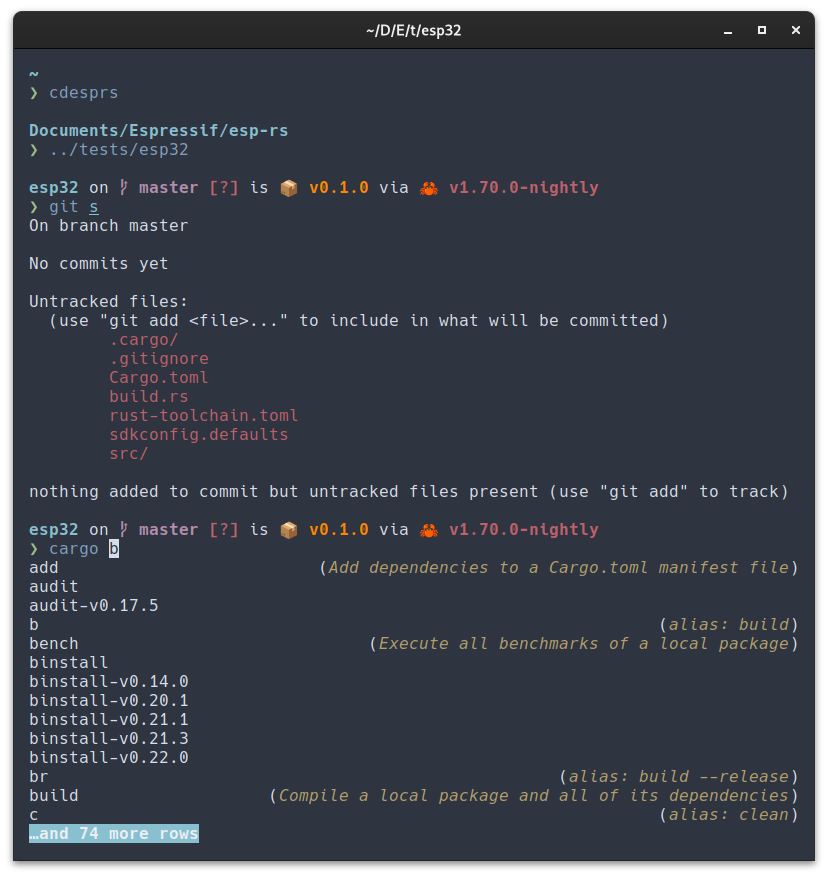 ~/D/E/t/esp32
~
❯ cdesprs
Documents/Espressif/esp-rs
❯ ../tests/esp32
esp32 on master [?] is 📦 v0.1.0 via 🦀 v1.70.0-nightly
❯ git s
On branch master
No commits yet
Untracked files:
(use "git add <file>..." to include in what will be committed)
.cargo/
.gitignore
Cargo.toml
build.rs
rust-toolchain.toml
sdkconfig.defaults
src/
nothing added to commit but untracked files present (use "git add" to track)
esp32 on master [?] is 📦 v0.1.0 via 🦀 v1.70.0-nightly
❯ cargo b
add (Add dependencies to a Cargo.toml manifest file)
audit
audit-v0.17.5
b (alias: build)
bench (Execute all benchmarks of a local package)
binstall
binstall-v0.14.0
binstall-v0.20.1
binstall-v0.21.1
binstall-v0.21.3
binstall-v0.22.0
br (alias: build --release)
build (Compile a local package and all of its dependencies)
c (alias: clean)
…and 74 more rows